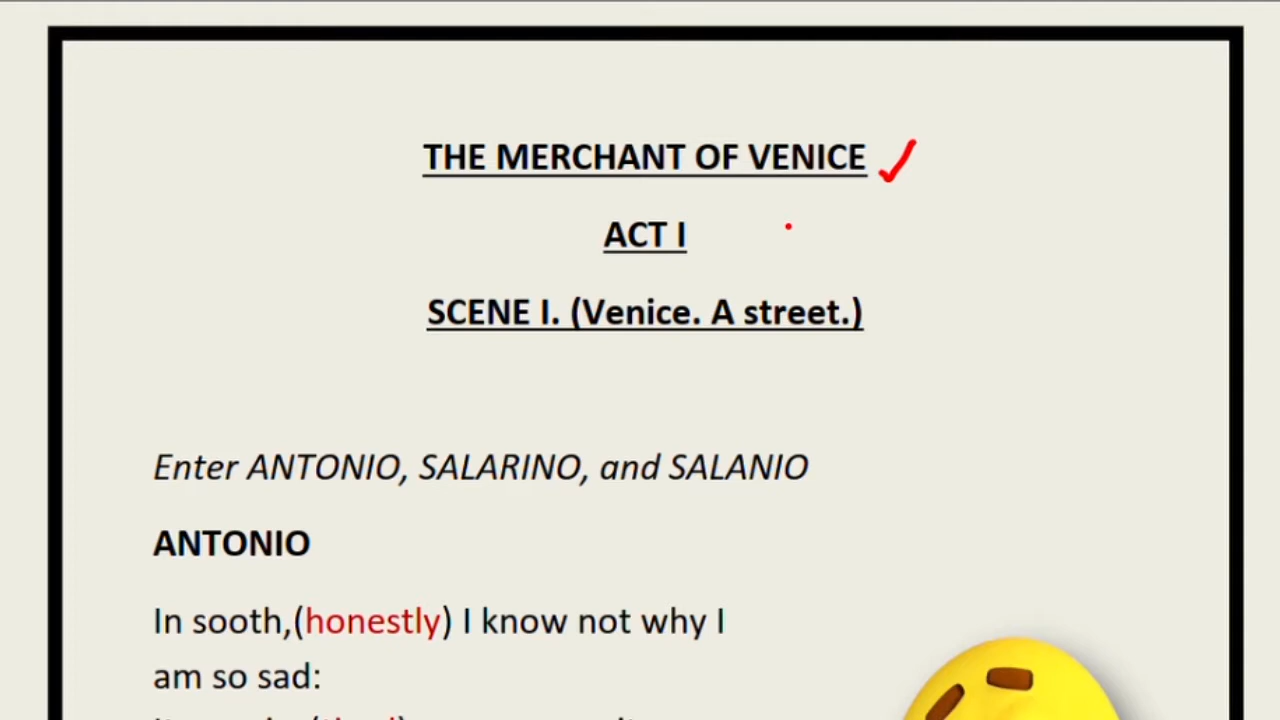 THE MERCHANT OF VENICE
ACT I
SCENE I. (Venice. A street.)
Enter ANTONIO, SALARINO, and SALANIO
ANTONIO
In sooth,(honestly) I know not why I
am so sad: